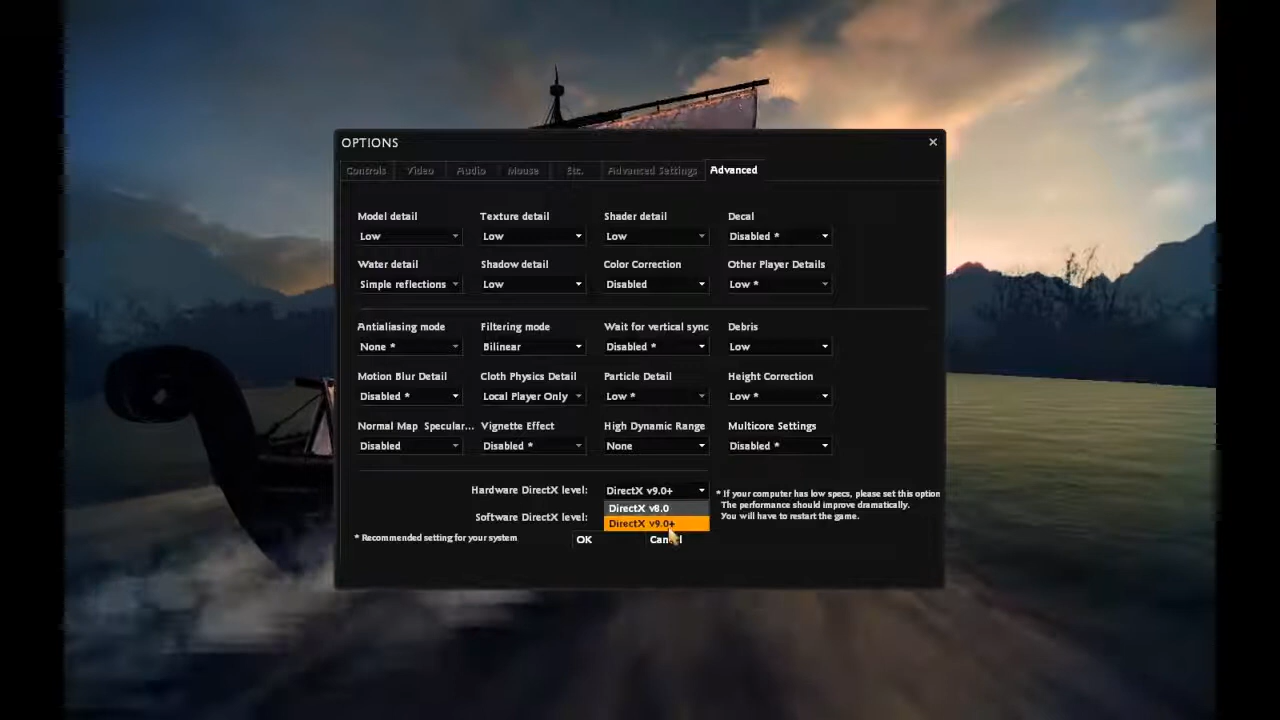 OPTIONS
Controls Video Audio Mouse Etc. Advanced Settings Advanced
Model detail Texture detail Shader detail Decal
Low Low Low Disabled *
Water detail Shadow detail Color Correction Other Player Details
Simple reflections Low Disabled Low *
Antialiasing mode Filtering mode Wait for vertical sync Debris
None * Bilinear Disabled * Low
Motion Blur Detail Cloth Physics Detail Particle Detail Height Correction
Disabled * Local Player Only Low * Low *
Normal Map Specular... Vignette Effect High Dynamic Range Multicore Settings
Disabled Disabled * None Disabled *
Hardware DirectX level: DirectX v9.0+
* If your computer has low specs, please set this option
The performance should improve dramatically.
You will have to restart the game.
DirectX v8.0
Software DirectX level: DirectX v9.0+
* Recommended setting for your system OK